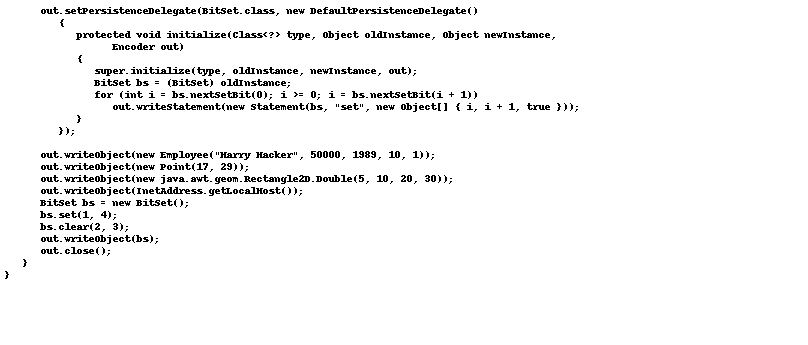 out.setPersistenceDelegate(BitSet.class, new DefaultPersistenceDelegate()
{
protected void initialize(Class<?> type, Object oldInstance, Object newInstance,
Encoder out)
{
super.initialize(type, oldInstance, newInstance, out);
BitSet bs = (BitSet) oldInstance;
for (int i = bs.nextSetBit(0); i >= 0; i = bs.nextSetBit(i + 1))
out.writeStatement(new Statement(bs, "set", new Object[] { i, i + 1, true }));
}
});
out.writeObject(new Employee("Harry Hacker", 50000, 1989, 10, 1));
out.writeObject(new Point(17, 29));
out.writeObject(new java.awt.geom.Rectangle2D.Double(5, 10, 20, 30));
out.writeObject(InetAddress.getLocalHost());
BitSet bs = new BitSet();
bs.set(1, 4);
bs.clear(2, 3);
out.writeObject(bs);
out.close();
}
}